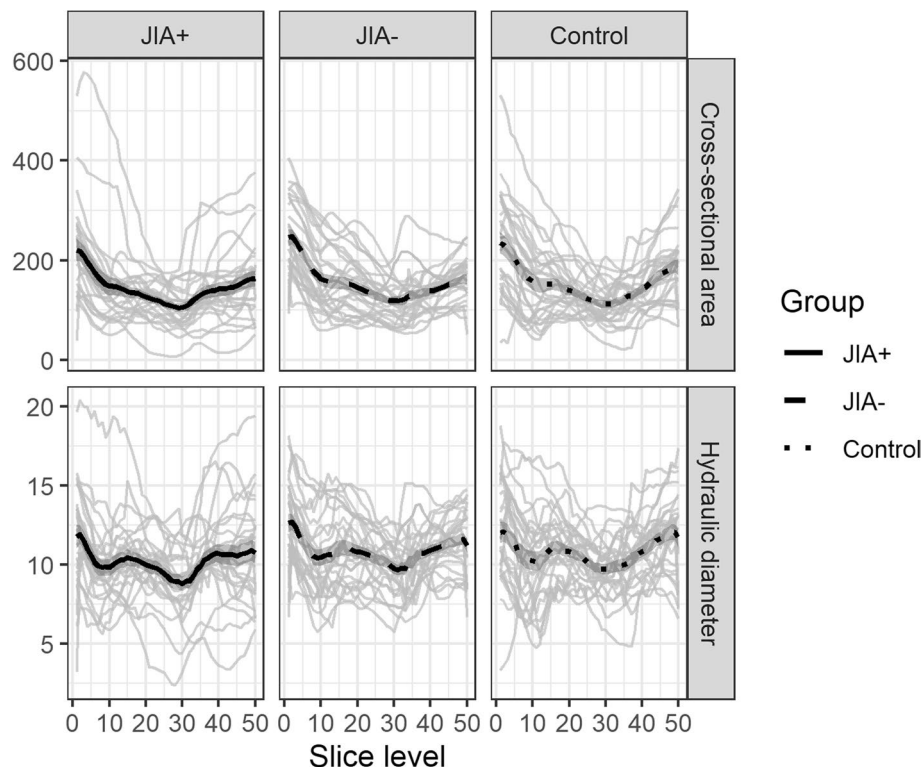 JIA+ JIA- Control
600
400
200
0
Cross-sectional area
20
15
10
5
Hydraulic diameter
0 10 20 30 40 50 0 10 20 30 40 50 0 10 20 30 40 50
Slice level
Group
JIA+
JIA-
Control